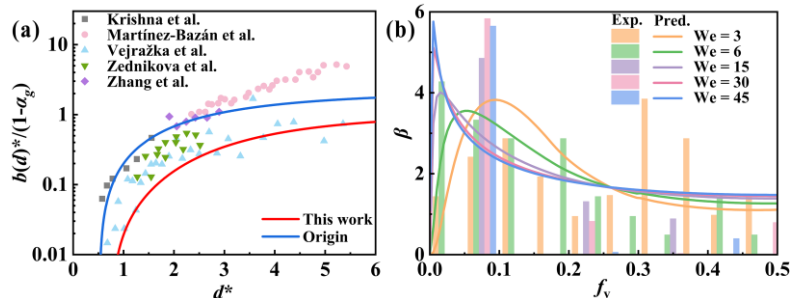 (a)
Krishna et al.
Martínez-Bazán et al.
Vejražka et al.
Zednikova et al.
Zhang et al.
10
1
0.1
0.01
b(d)*/(1-α_g)
This work
Origin
0 1 2 3 4 5 6
d*
(b)
Exp. Pred.
We = 3
We = 6
We = 15
We = 30
We = 45
6
4
2
0
β
0.0 0.1 0.2 0.3 0.4 0.5
f_v